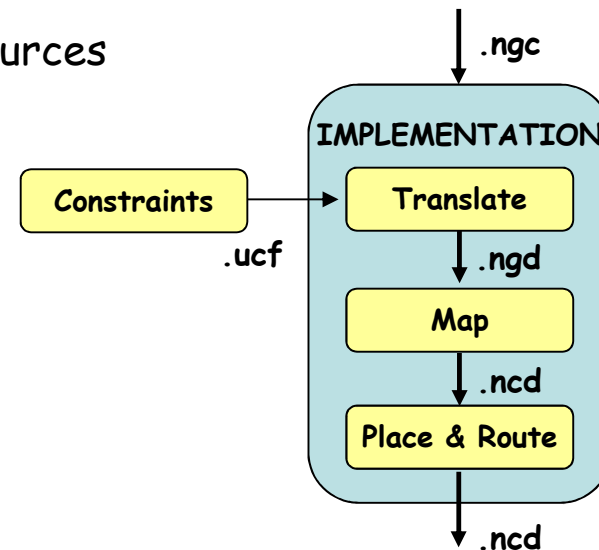 urces
.ngc
IMPLEMENTATION
Constraints
Translate
.ucf
.ngd
Map
.ncd
Place & Route
.ncd